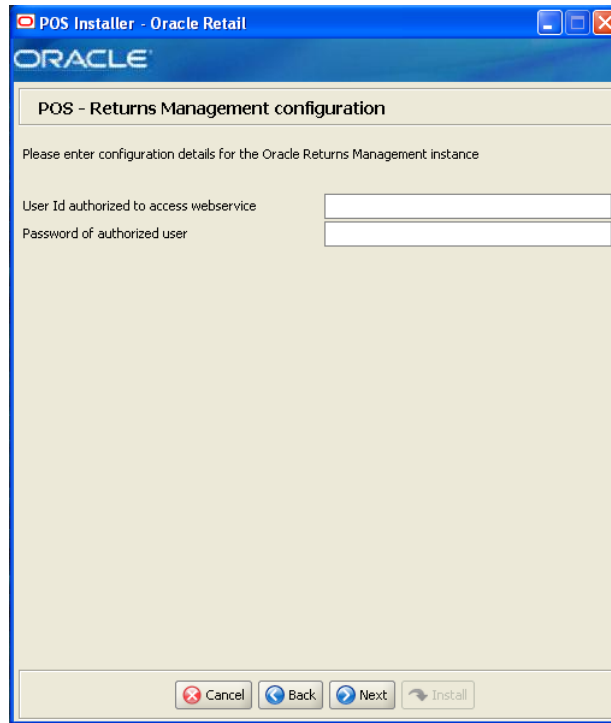 POS Installer - Oracle Retail
ORACLE
POS - Returns Management configuration
Please enter configuration details for the Oracle Returns Management instance
User Id authorized to access webservice
Password of authorized user
Cancel Back Next Install